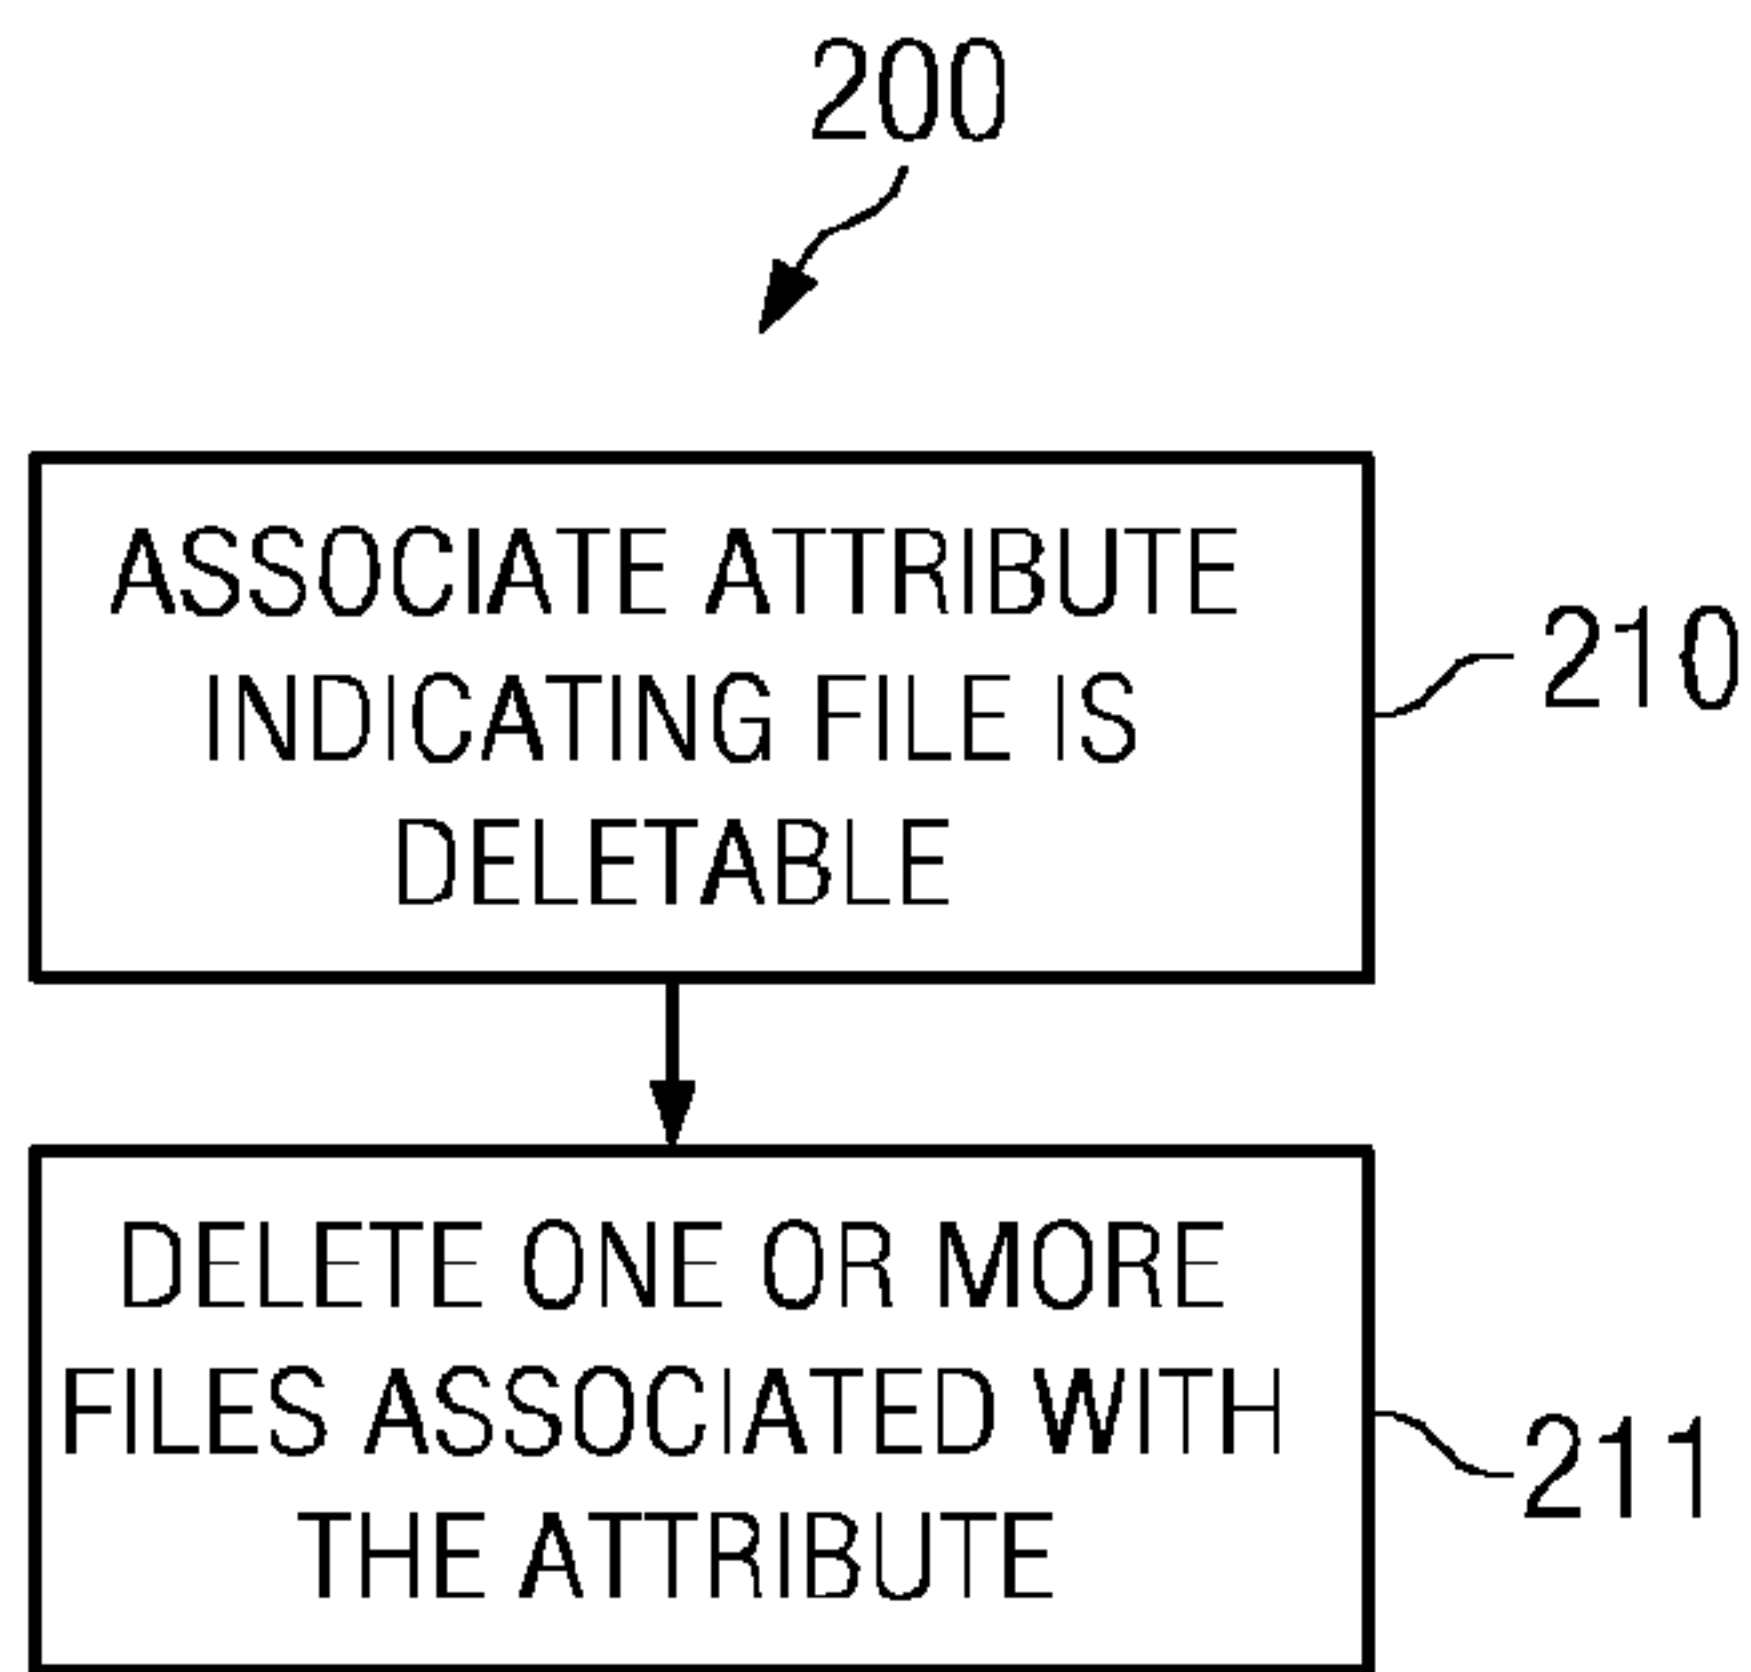 200
ASSOCIATE ATTRIBUTE
INDICATING FILE IS
DELETABLE
210
DELETE ONE OR MORE
FILES ASSOCIATED WITH
THE ATTRIBUTE
211